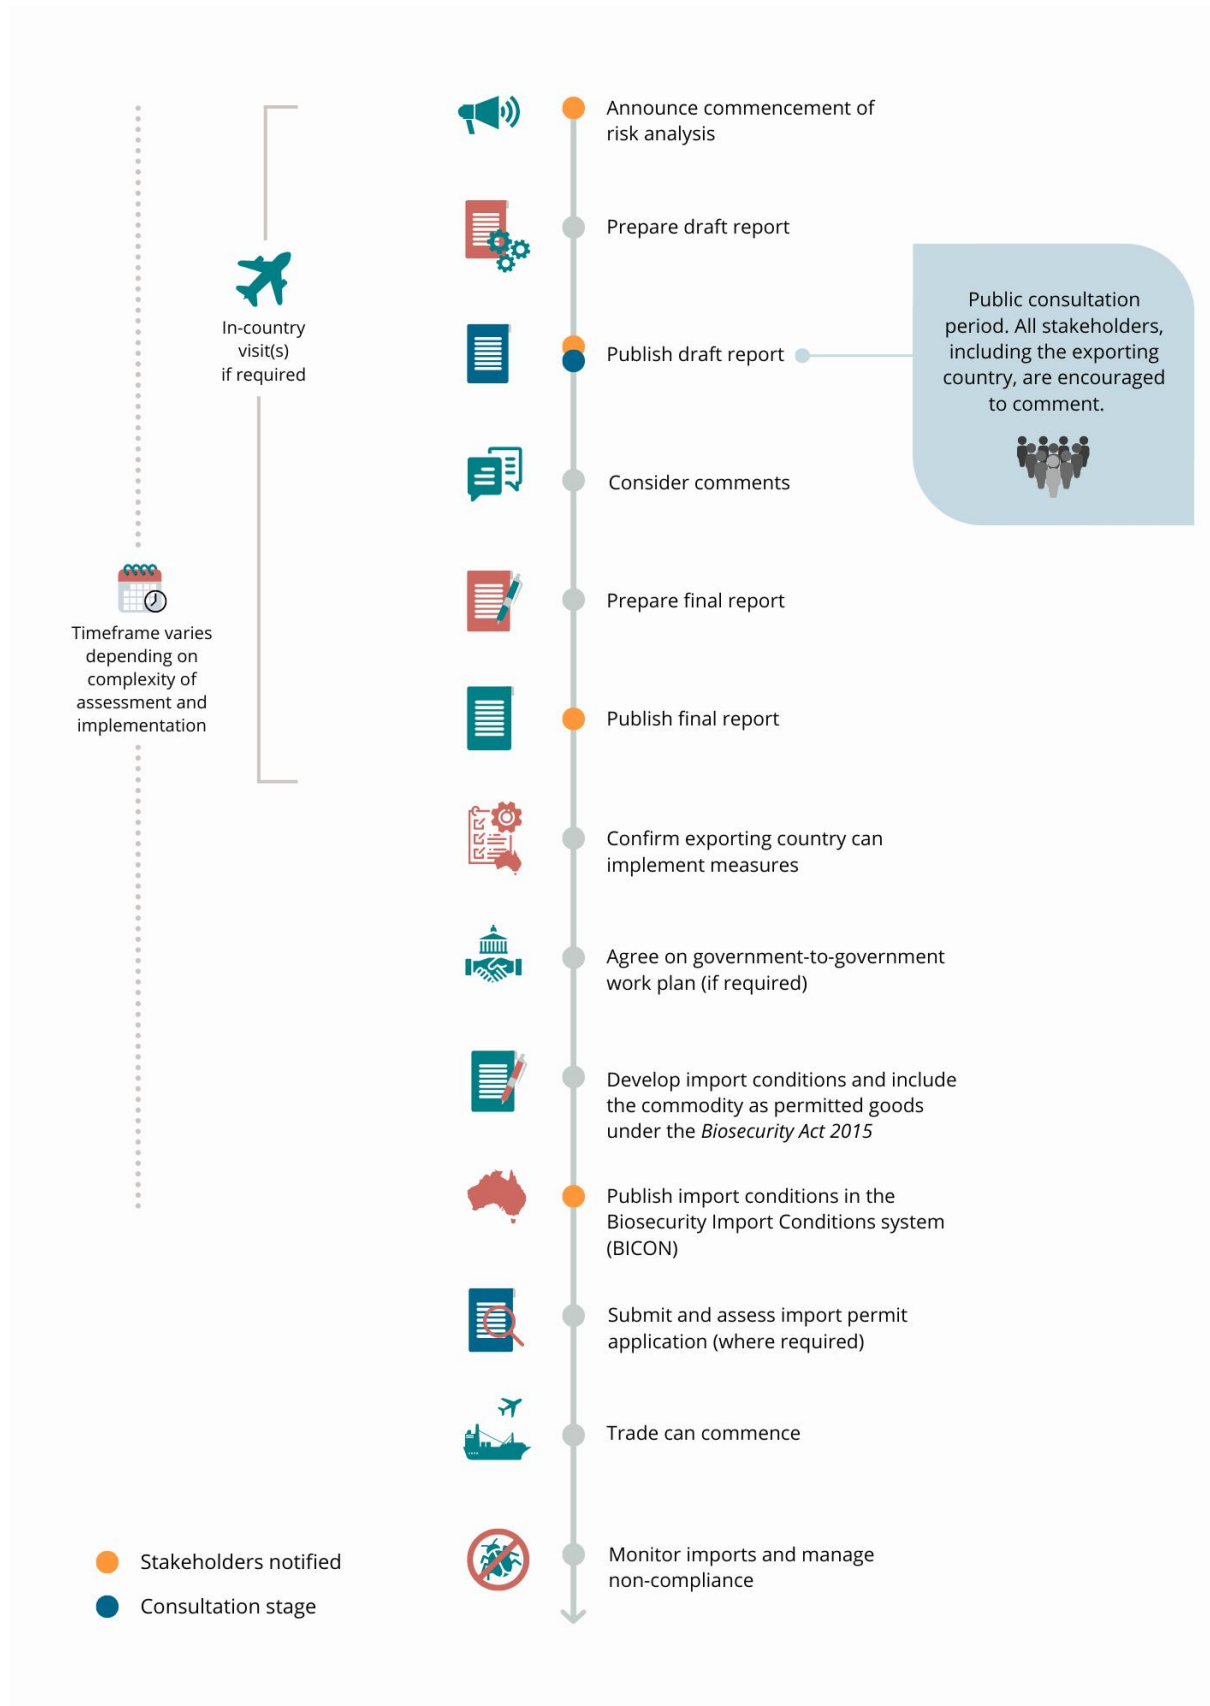 Announce commencement of
risk analysis
Prepare draft report
Publish draft report
Public consultation
period. All stakeholders,
including the exporting
country, are encouraged
to comment.
In-country
visit(s)
if required
Consider comments
Prepare final report
Timeframe varies
depending on
complexity of
assessment and
implementation
Publish final report
Confirm exporting country can
implement measures
Agree on government-to-government
work plan (if required)
Develop import conditions and include
the commodity as permitted goods
under the Biosecurity Act 2015
Publish import conditions in the
Biosecurity Import Conditions system
(BICON)
Submit and assess import permit
application (where required)
Trade can commence
Monitor imports and manage
non-compliance
Stakeholders notified
Consultation stage